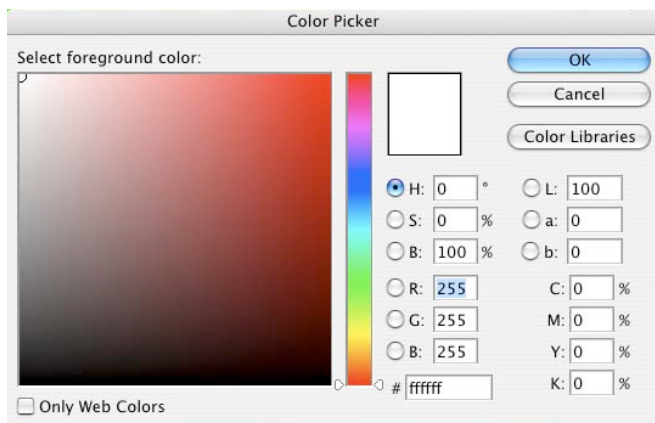 Color Picker
Select foreground color:
OK
Cancel
Color Libraries
H: 0 °
S: 0 %
B: 100 %
R: 255
G: 255
B: 255
# ffffff
L: 100
a: 0
b: 0
C: 0 %
M: 0 %
Y: 0 %
K: 0 %
Only Web Colors